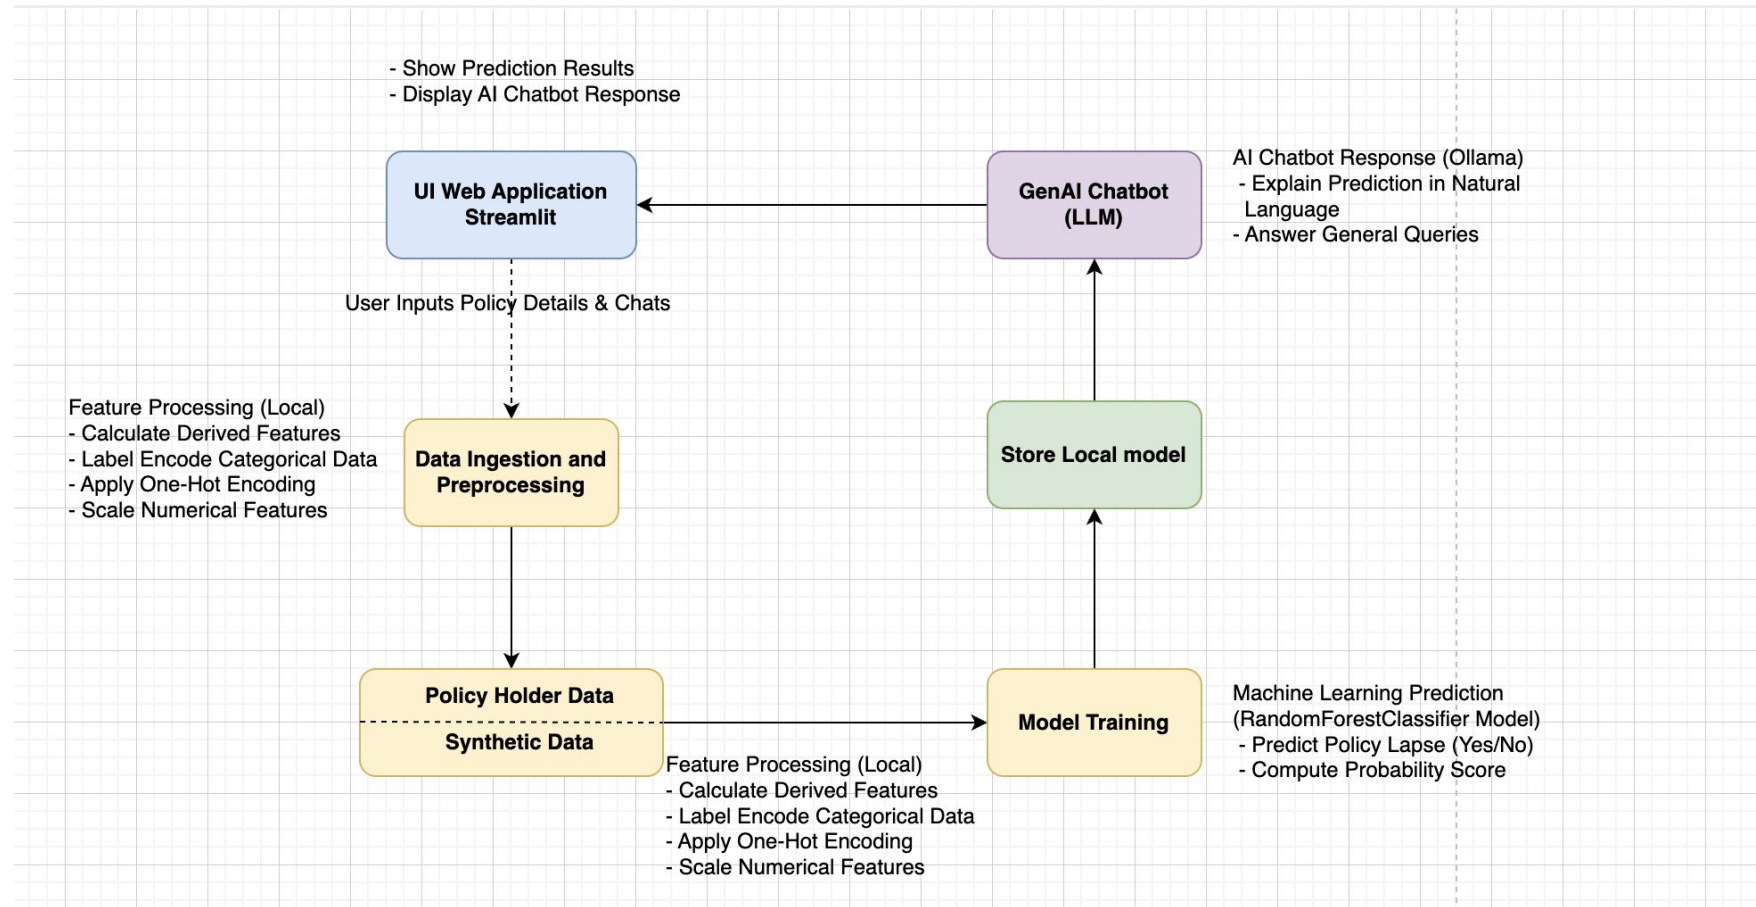 - Show Prediction Results
- Display AI Chatbot Response
UI Web Application
Streamlit
GenAI Chatbot
(LLM)
AI Chatbot Response (Ollama)
- Explain Prediction in Natural
Language
- Answer General Queries
User Inputs Policy Details & Chats
Feature Processing (Local)
- Calculate Derived Features
- Label Encode Categorical Data
- Apply One-Hot Encoding
- Scale Numerical Features
Data Ingestion and
Preprocessing
Store Local model
Policy Holder Data
Synthetic Data
Feature Processing (Local)
- Calculate Derived Features
- Label Encode Categorical Data
- Apply One-Hot Encoding
- Scale Numerical Features
Model Training
Machine Learning Prediction
(RandomForestClassifier Model)
- Predict Policy Lapse (Yes/No)
- Compute Probability Score